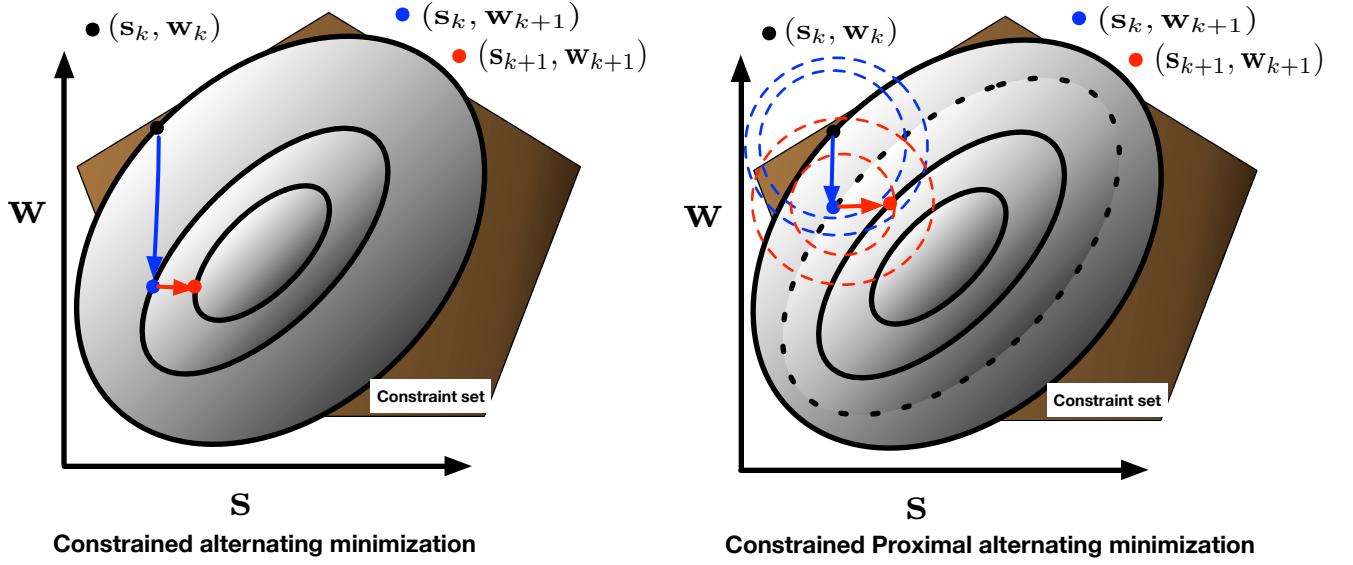 (s_k, w_k)
(s_k, w_{k+1})
(s_{k+1}, w_{k+1})
w
Constraint set
s
Constrained alternating minimization
(s_k, w_k)
(s_k, w_{k+1})
(s_{k+1}, w_{k+1})
w
Constraint set
s
Constrained Proximal alternating minimization